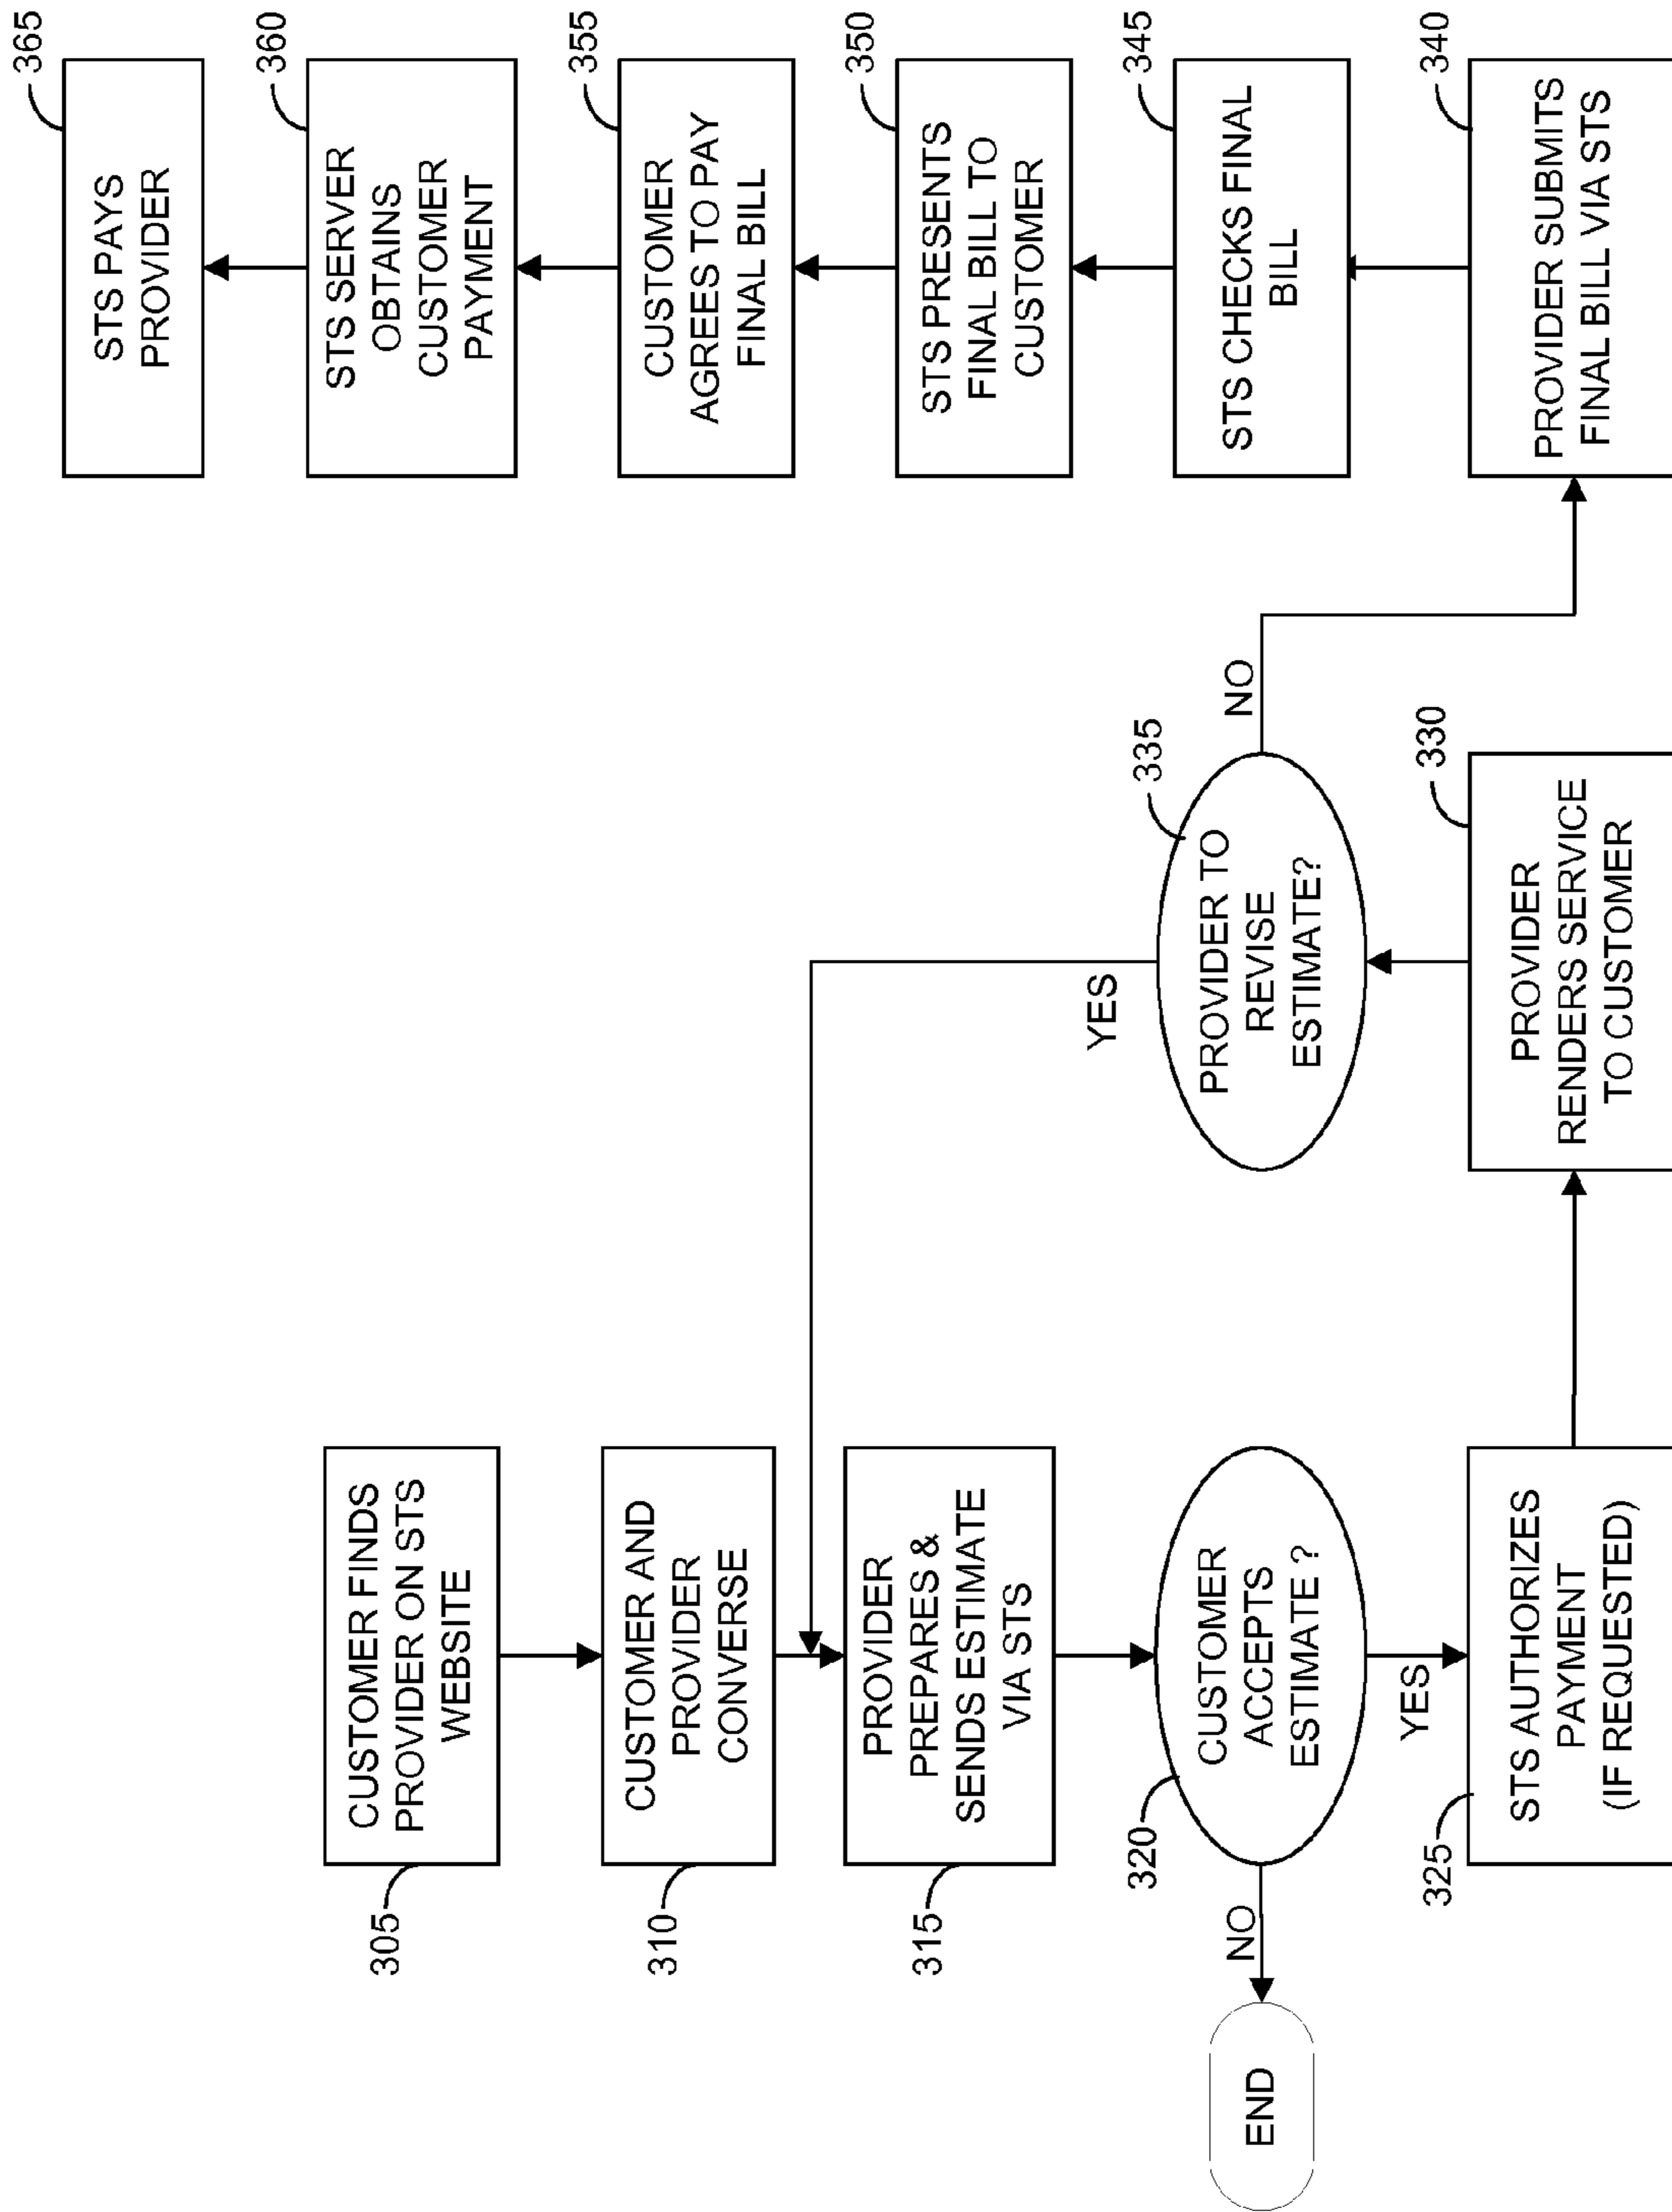 305
CUSTOMER FINDS
PROVIDER ON STS
WEBSITE
310
CUSTOMER AND
PROVIDER
CONVERSE
315
PROVIDER
PREPARES &
SENDS ESTIMATE
VIA STS
320
CUSTOMER
ACCEPTS
ESTIMATE ?
NO
END
YES
325
STS AUTHORIZES
PAYMENT
(IF REQUESTED)
330
PROVIDER
RENDERS SERVICE
TO CUSTOMER
335
PROVIDER TO
REVISE
ESTIMATE?
YES
NO
340
PROVIDER SUBMITS
FINAL BILL VIA STS
345
STS CHECKS FINAL
BILL
350
STS PRESENTS
FINAL BILL TO
CUSTOMER
355
CUSTOMER
AGREES TO PAY
FINAL BILL
360
STS SERVER
OBTAINS
CUSTOMER
PAYMENT
365
STS PAYS
PROVIDER